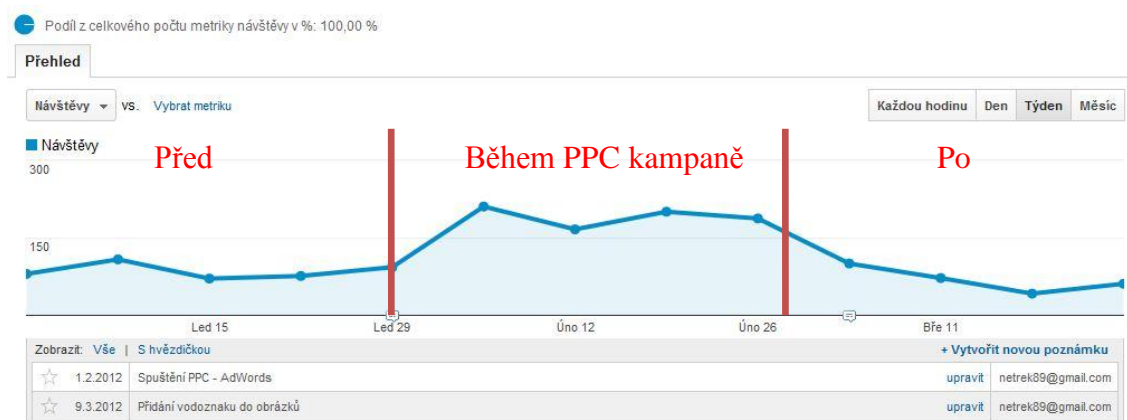 Podíl z celkového počtu metriky návštěvy v %: 100,00 %
Přehled
Návštěvy vs. Vybrat metriku Každou hodinu Den Týden Měsíc
Návštěvy
Před Během PPC kampaně Po
300
150
Led 15 Led 29 Úno 12 Úno 26 Bře 11
Zobrazit: Vše | S hvězdičkou + Vytvořit novou poznámku
1.2.2012 Spuštění PPC - AdWords upravit netrek89@gmail.com
9.3.2012 Přidání vodoznaku do obrázků upravit netrek89@gmail.com